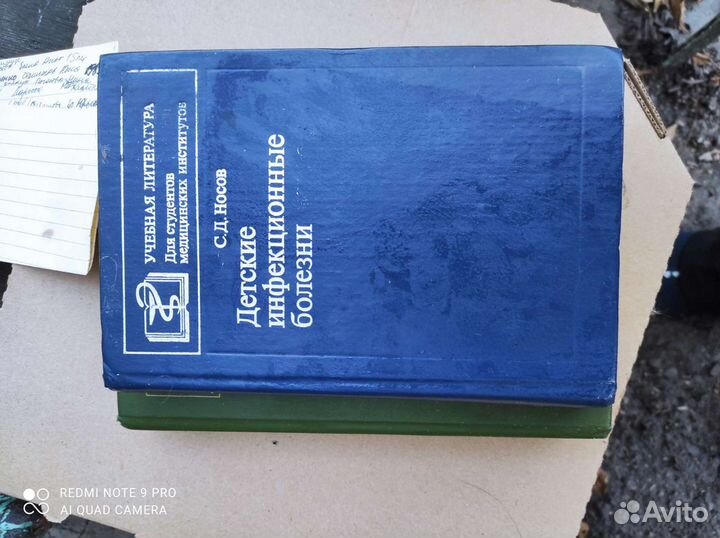 УЧЕБНАЯ ЛИТЕРАТУРА
Для студентов
медицинских институтов
С.Д. Носов
Детские
инфекционные
болезни
REDMI NOTE 9 PRO
AI QUAD CAMERA
Avito